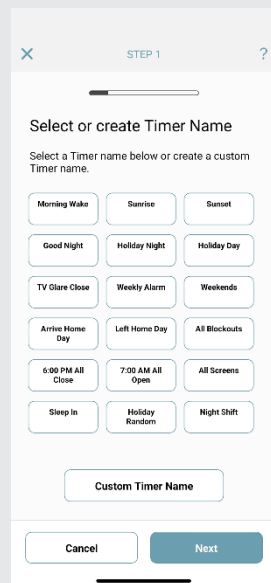 STEP 1
?
Select or create Timer Name
Select a Timer name below or create a custom
Timer name.
Morning Wake
Sunrise
Sunset
Good Night
Holiday Night
Holiday Day
TV Glare Close
Weekly Alarm
Weekends
Arrive Home
Day
Left Home Day
All Blockouts
6:00 PM All
Close
7:00 AM All
Open
All Screens
Sleep In
Holiday
Random
Night Shift
Custom Timer Name
Cancel
Next